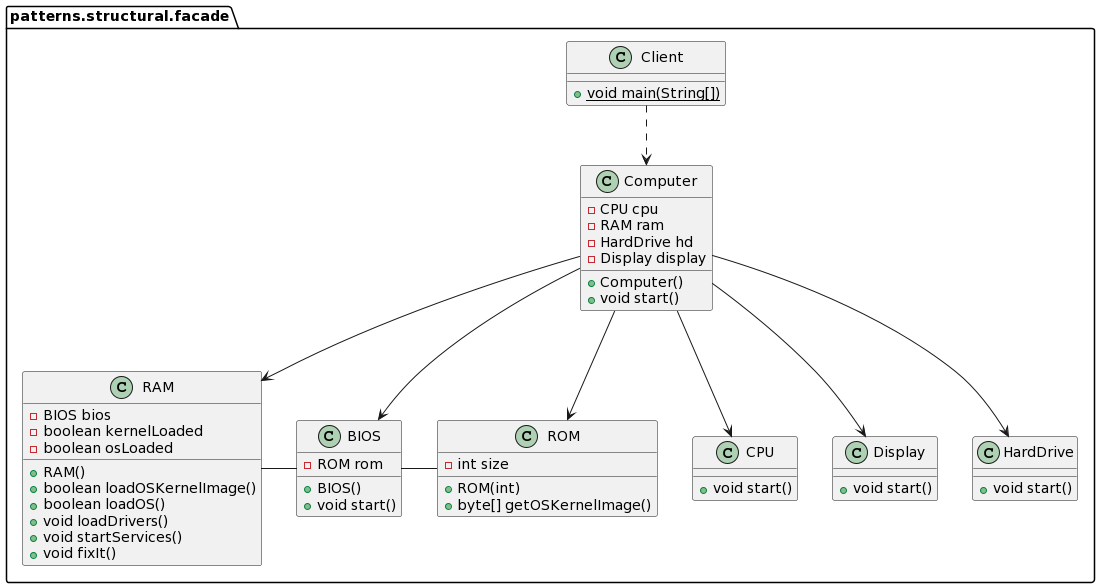 patterns.structural.facade
C Client
void main(String[])
C Computer
CPU cpu
RAM ram
HardDrive hd
Display display
Computer()
void start()
C RAM
BIOS bios
boolean kernelLoaded
boolean osLoaded
RAM()
boolean loadOSKernelImage()
boolean loadOS()
void loadDrivers()
void startServices()
void fixIt()
C BIOS
ROM rom
BIOS()
void start()
C ROM
int size
ROM(int)
byte[] getOSKernelImage()
C CPU
void start()
C Display
void start()
C HardDrive
void start()